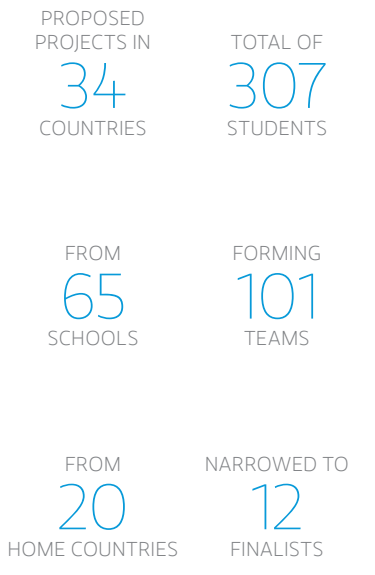 PROPOSED
PROJECTS IN
34
COUNTRIES
TOTAL OF
307
STUDENTS
FROM
65
SCHOOLS
FORMING
101
TEAMS
FROM
20
HOME COUNTRIES
NARROWED TO
12
FINALISTS